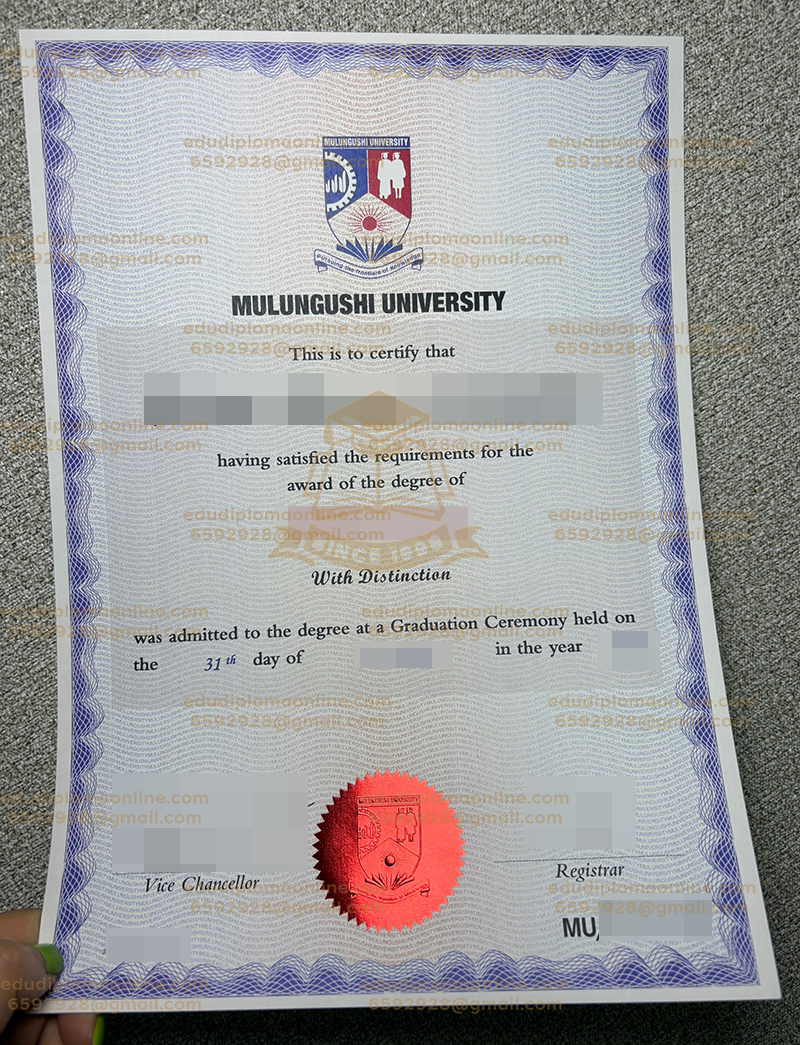 MULUNGUSHI UNIVERSITY
Pursuing the frontiers of Knowledge
MULUNGUSHI UNIVERSITY
This is to certify that
having satisfied the requirements for the
award of the degree of
SINCE 1998
With Distinction
was admitted to the degree at a Graduation Ceremony held on
the 31th day of in the year
MULUNGUSHI UNIVERSITY
Vice Chancellor
Registrar
MU
edudiplomaonline.com
6592928@gmail.com